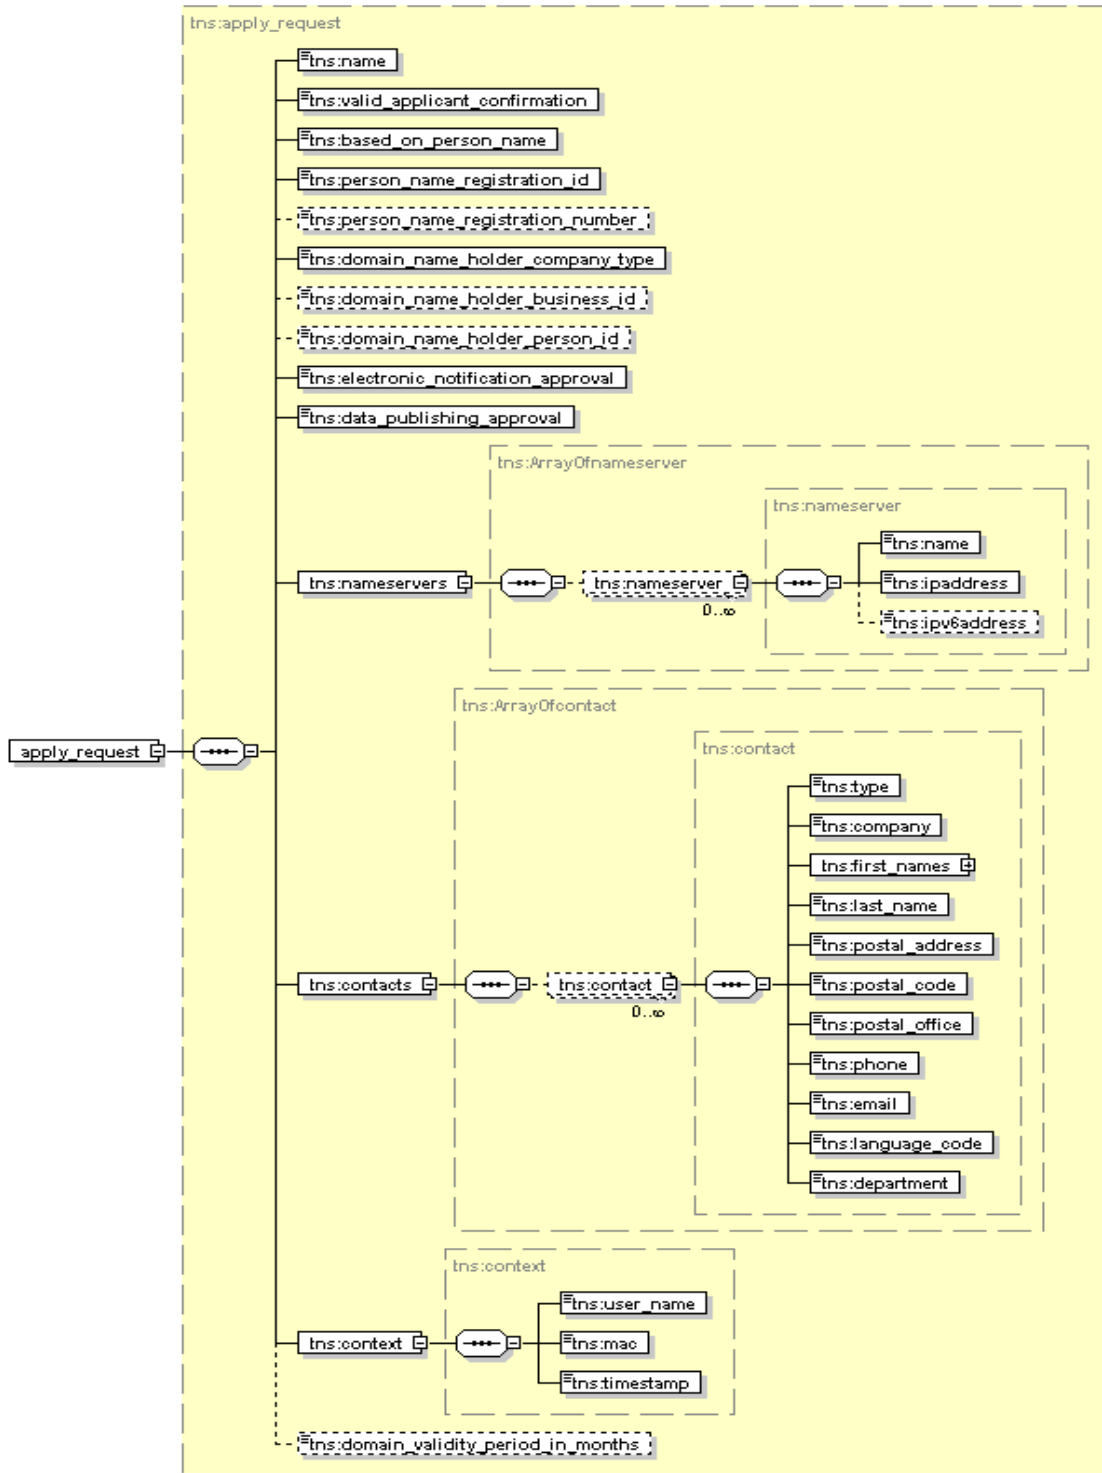 tns:apply_request
tns:name
tns:valid_applicant_confirmation
tns:based_on_person_name
tns:person_name_registration_id
tns:person_name_registration_number
tns:domain_name_holder_company_type
tns:domain_name_holder_business_id
tns:domain_name_holder_person_id
tns:electronic_notification_approval
tns:data_publishing_approval
tns:ArrayOfnameserver
tns:nameserver
tns:name
tns:nameservers
tns:nameserver
tns:ipaddress
0..∞
tns:ipv6address
tns:ArrayOfcontact
tns:contact
apply_request
tns:type
tns:company
tns:first_names
tns:last_name
tns:postal_address
tns:contacts
tns:contact
tns:postal_code
0..∞
tns:postal_office
tns:phone
tns:email
tns:language_code
tns:department
tns:context
tns:user_name
tns:context
tns:mac
tns:timestamp
tns:domain_validity_period_in_months